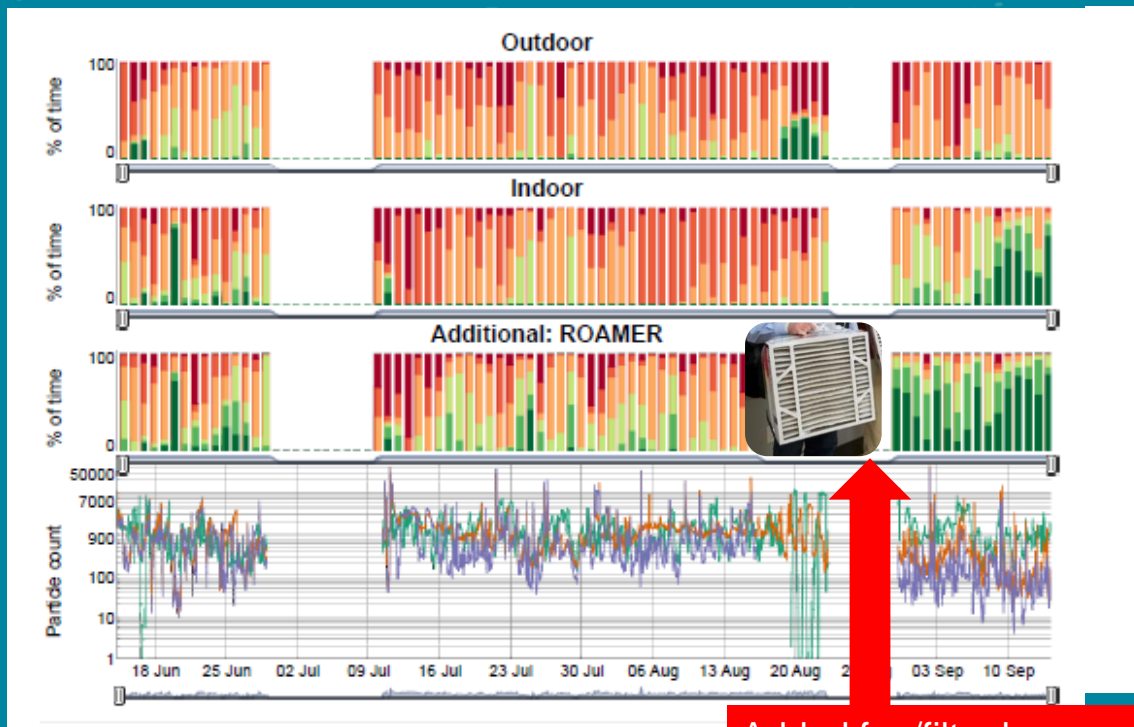 Outdoor
100
% of time
0
Indoor
100
% of time
0
Additional: ROAMER
100
% of time
0
50000
7000
900
100
10
1
Particle count
18 Jun 25 Jun 02 Jul 09 Jul 16 Jul 23 Jul 30 Jul 06 Aug 13 Aug 20 Aug 03 Sep 10 Sep